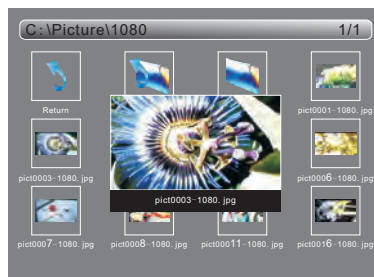 C:\Picture\1080 1/1
Return
pict0001-1080. jpg
pict0003-1080. jpg
pict0003-1080. jpg
pict0006-1080. jpg
pict0007-1080. jpg
pict0008-1080. jpg
pict00011-1080. jpg
pict0016-1080. jpg